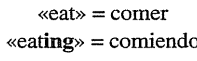 «eat» = comer
«eating» = comiendo